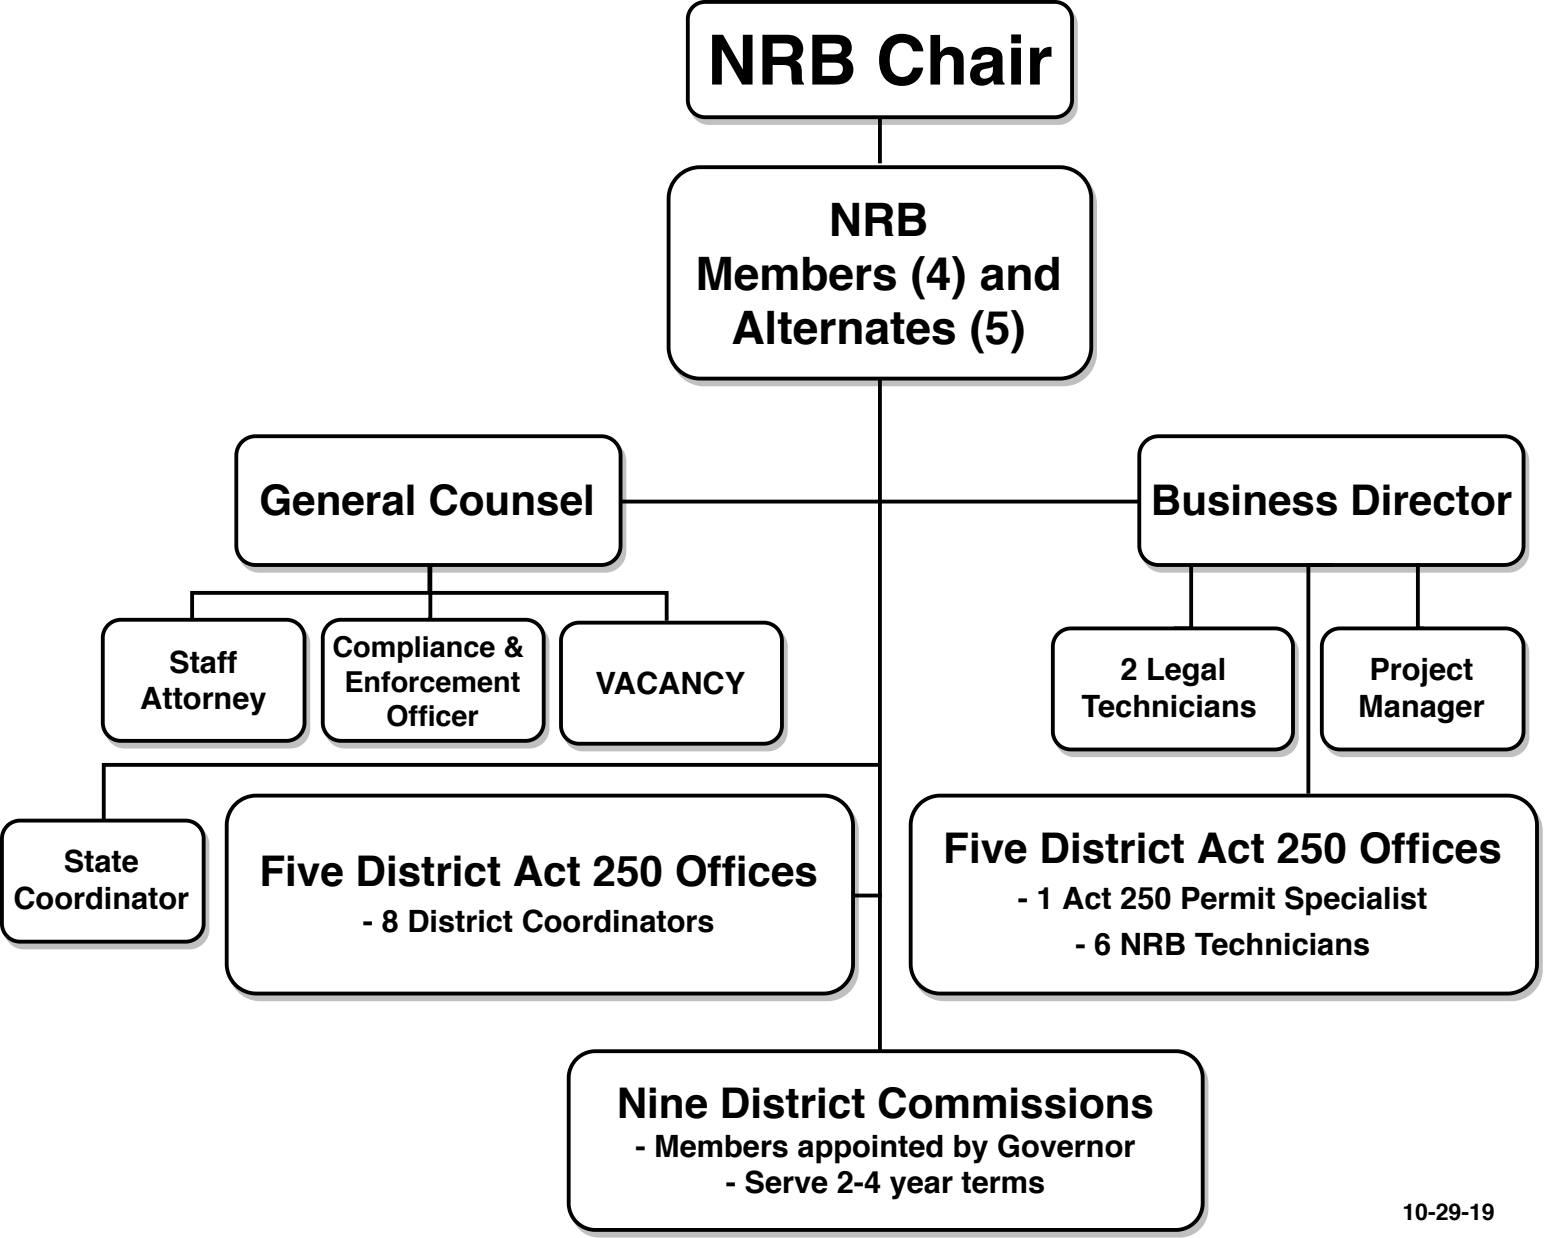 NRB Chair
NRB
Members (4) and
Alternates (5)
General Counsel
Business Director
Staff
Attorney
Compliance &
Enforcement
Officer
VACANCY
2 Legal
Technicians
Project
Manager
State
Coordinator
Five District Act 250 Offices
- 8 District Coordinators
Five District Act 250 Offices
- 1 Act 250 Permit Specialist
- 6 NRB Technicians
Nine District Commissions
- Members appointed by Governor
- Serve 2-4 year terms
10-29-19